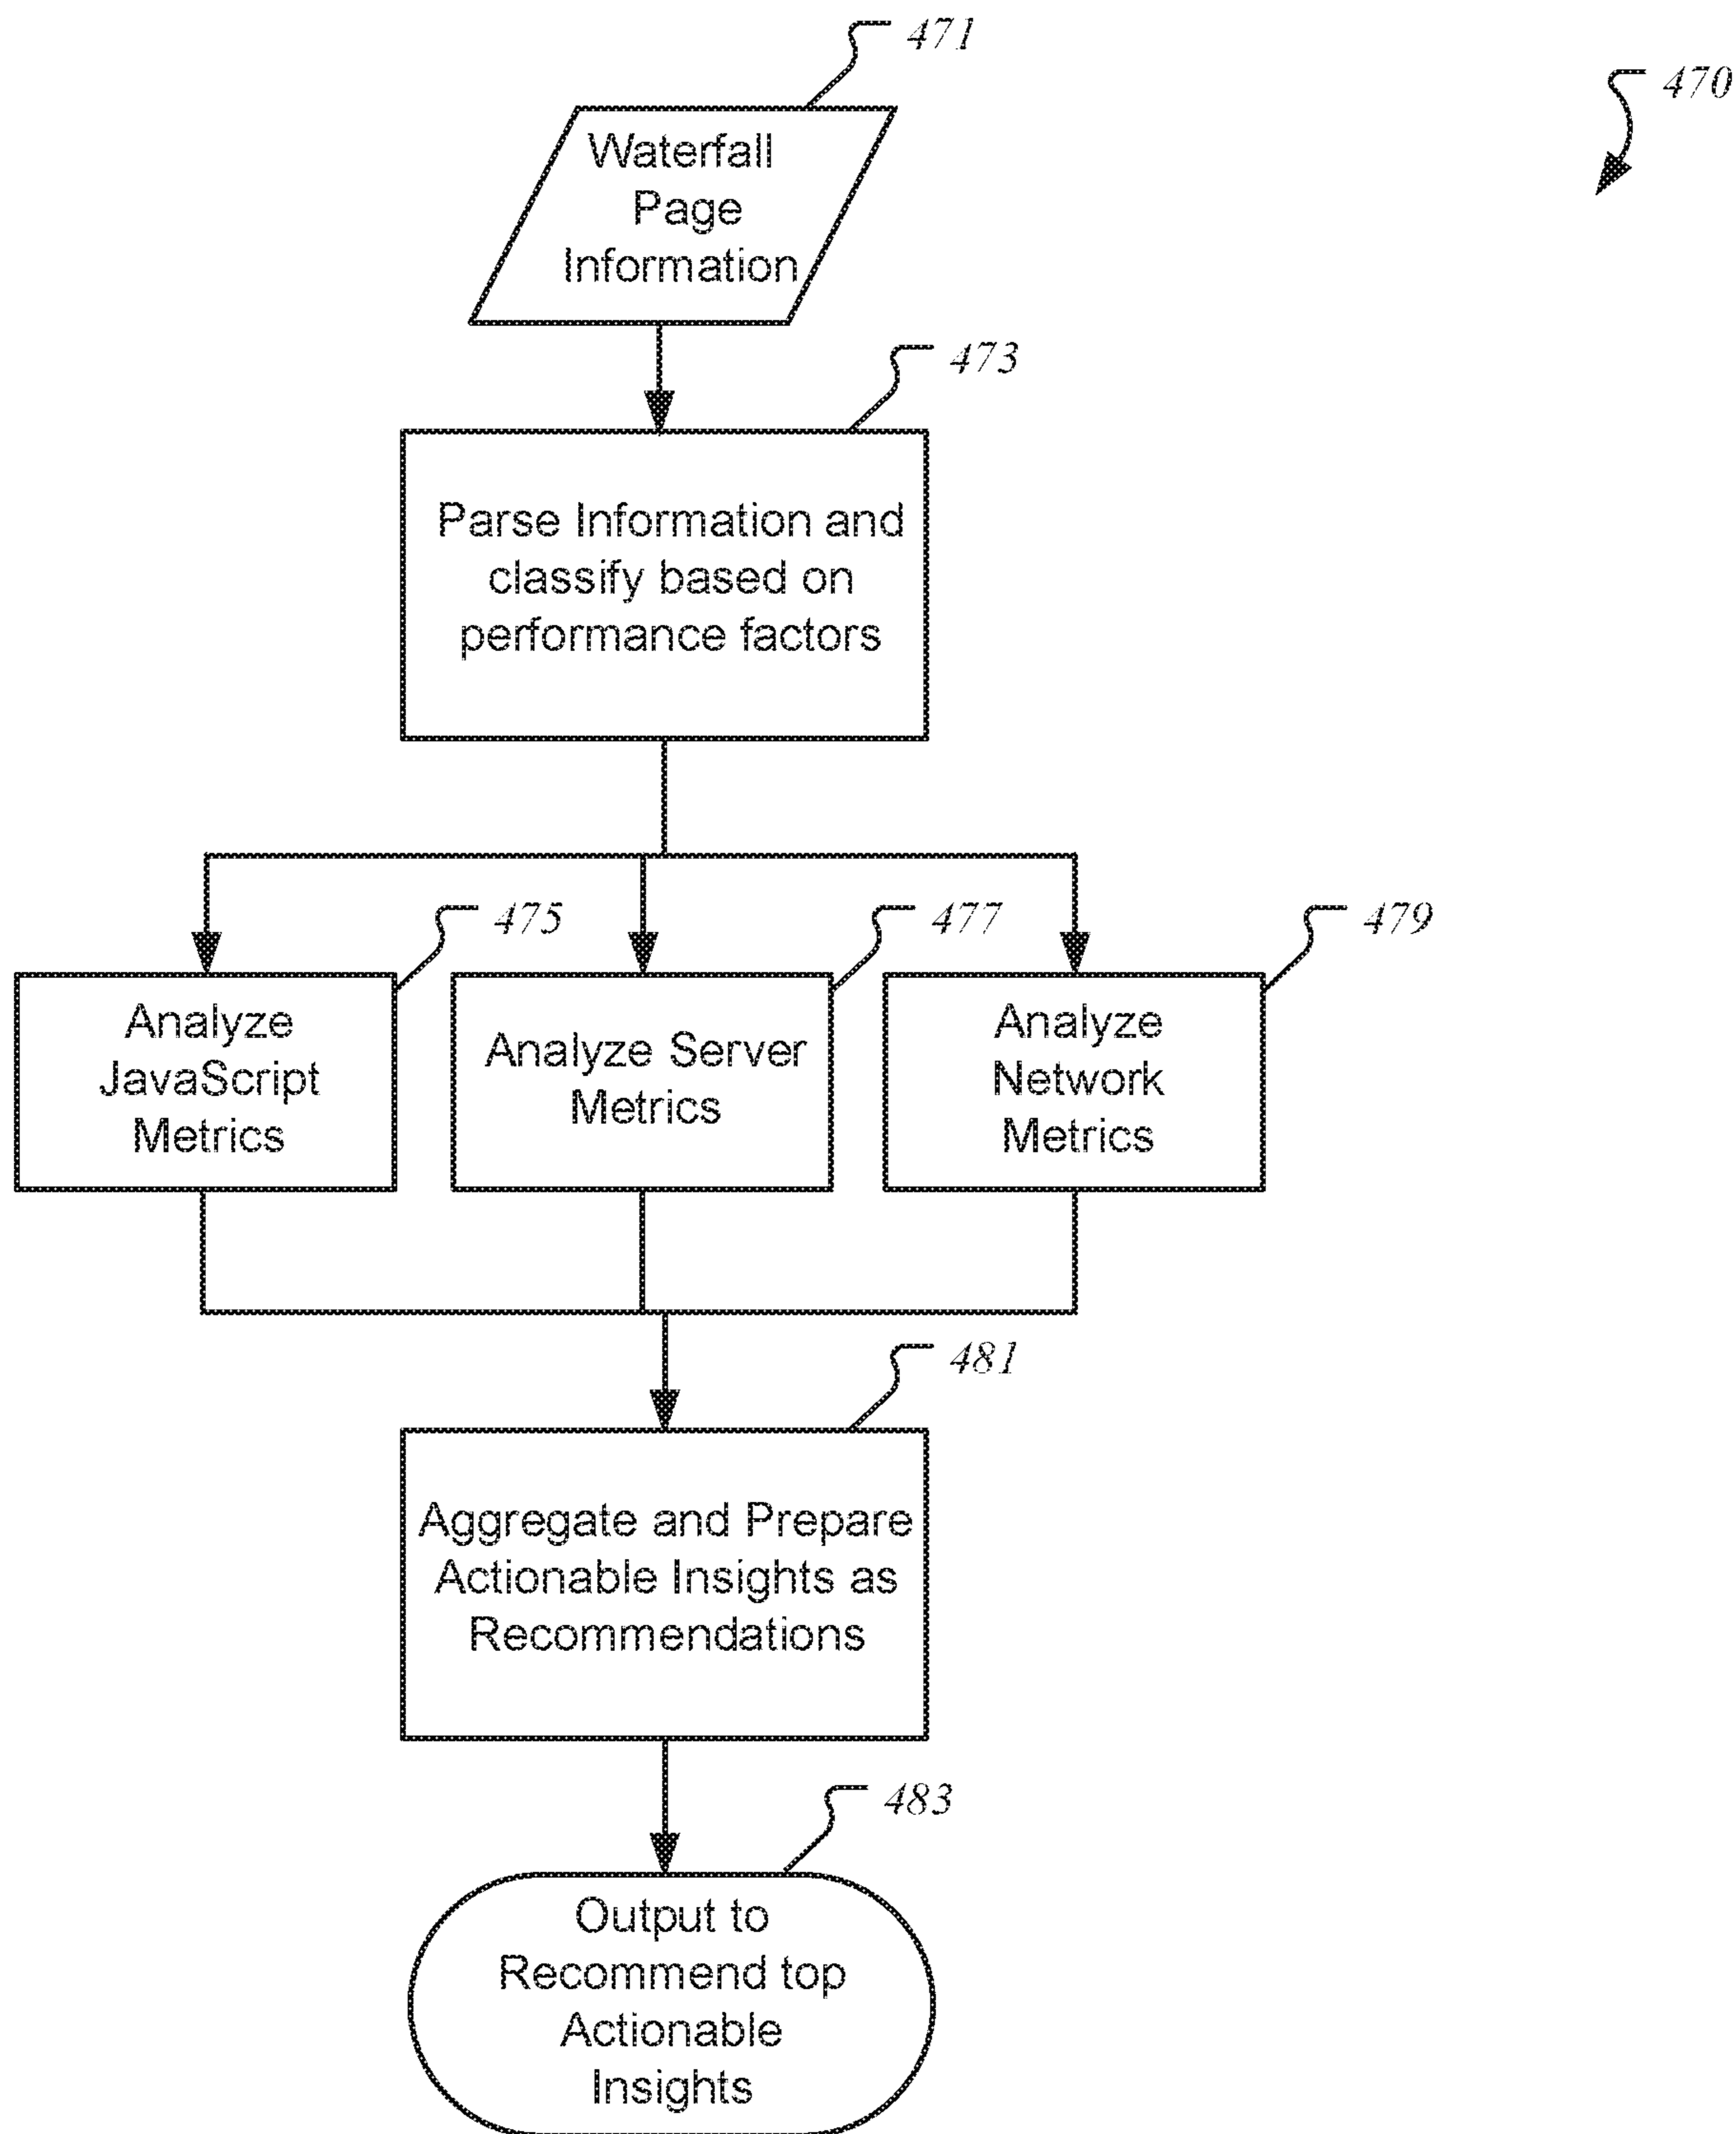 471
470
Waterfall
Page
Information
473
Parse Information and
classify based on
performance factors
475
477
479
Analyze
JavaScript
Metrics
Analyze Server
Metrics
Analyze
Network
Metrics
481
Aggregate and Prepare
Actionable Insights as
Recommendations
483
Output to
Recommend top
Actionable
Insights